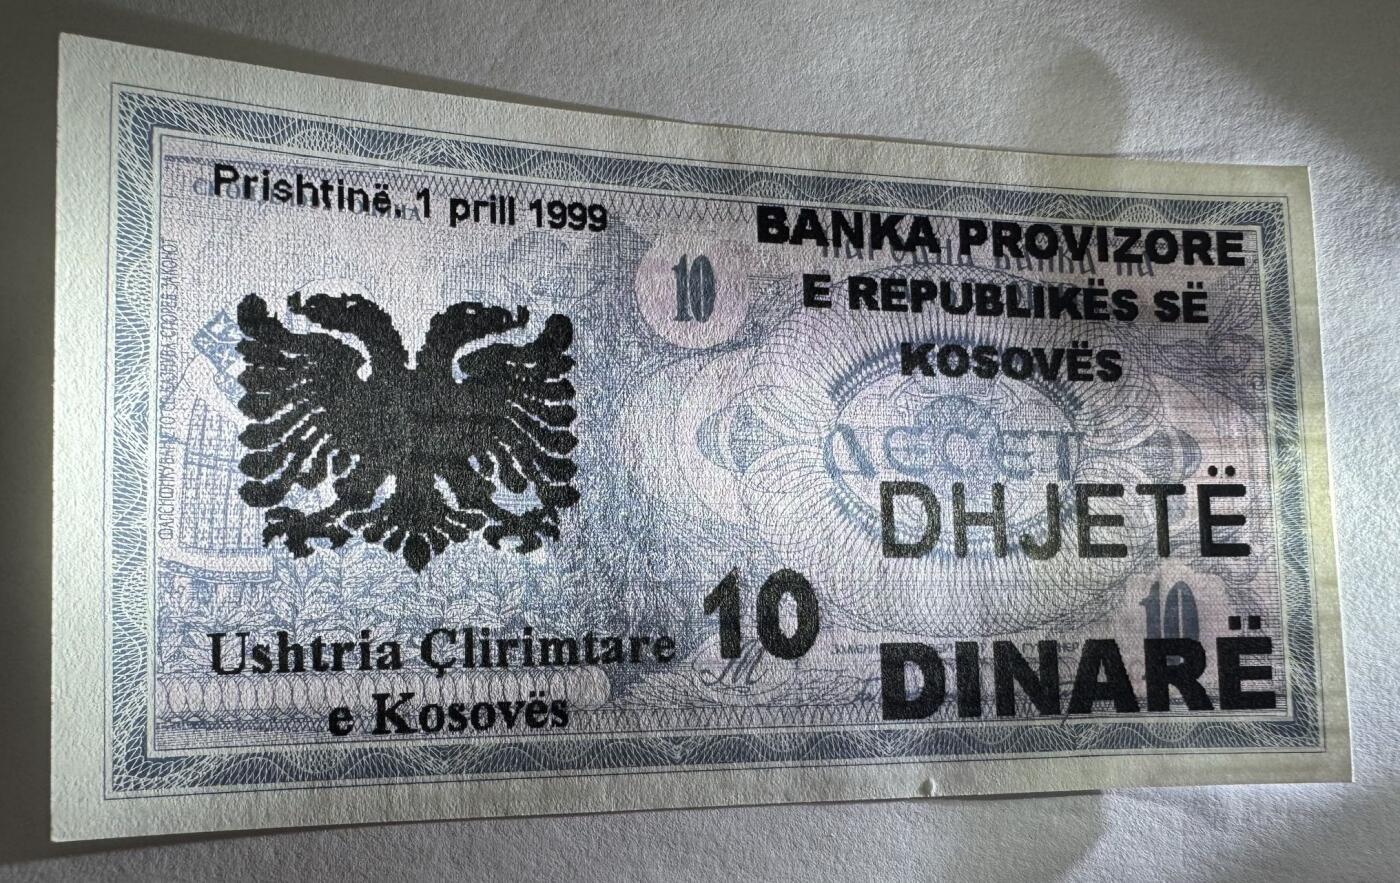 Prishtinë, 1 prill 1999
BANKA PROVIZORE
E REPUBLIKËS SË
KOSOVËS
10
ДЕСЕТ
DHJETË
10
10
DINARË
Ushtria Çlirimtare
e Kosovës